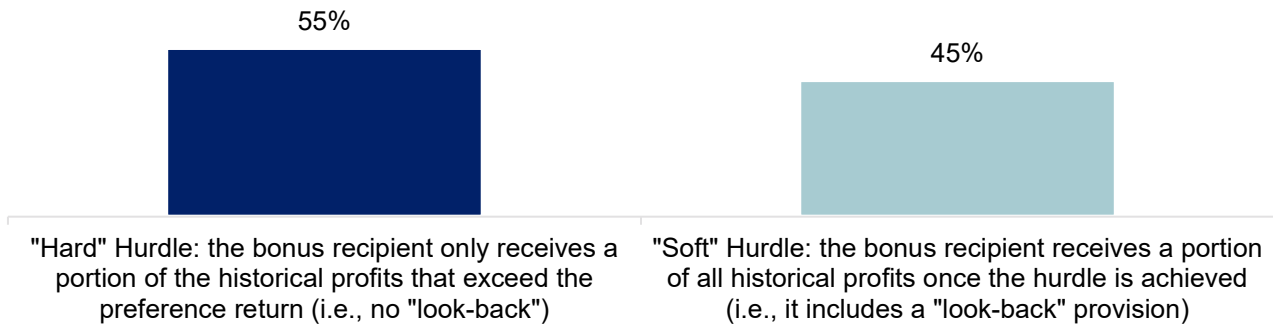 55%
45%
"Hard" Hurdle: the bonus recipient only receives a
portion of the historical profits that exceed the
preference return (i.e., no "look-back")
"Soft" Hurdle: the bonus recipient receives a portion
of all historical profits once the hurdle is achieved
(i.e., it includes a "look-back" provision)